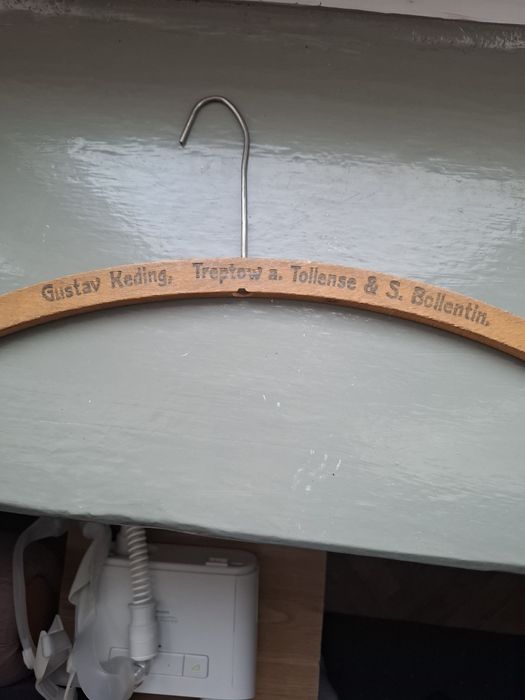 Gustav Keding, Treptow a. Tollense & S. Bollentin.